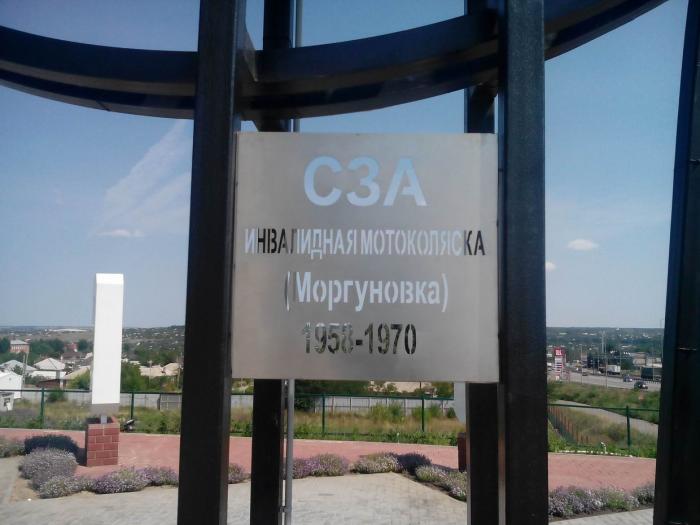 СЗА
ИНВАЛИДНАЯ МОТОКОЛЯСКА
(Моргуновка)
1958-1970